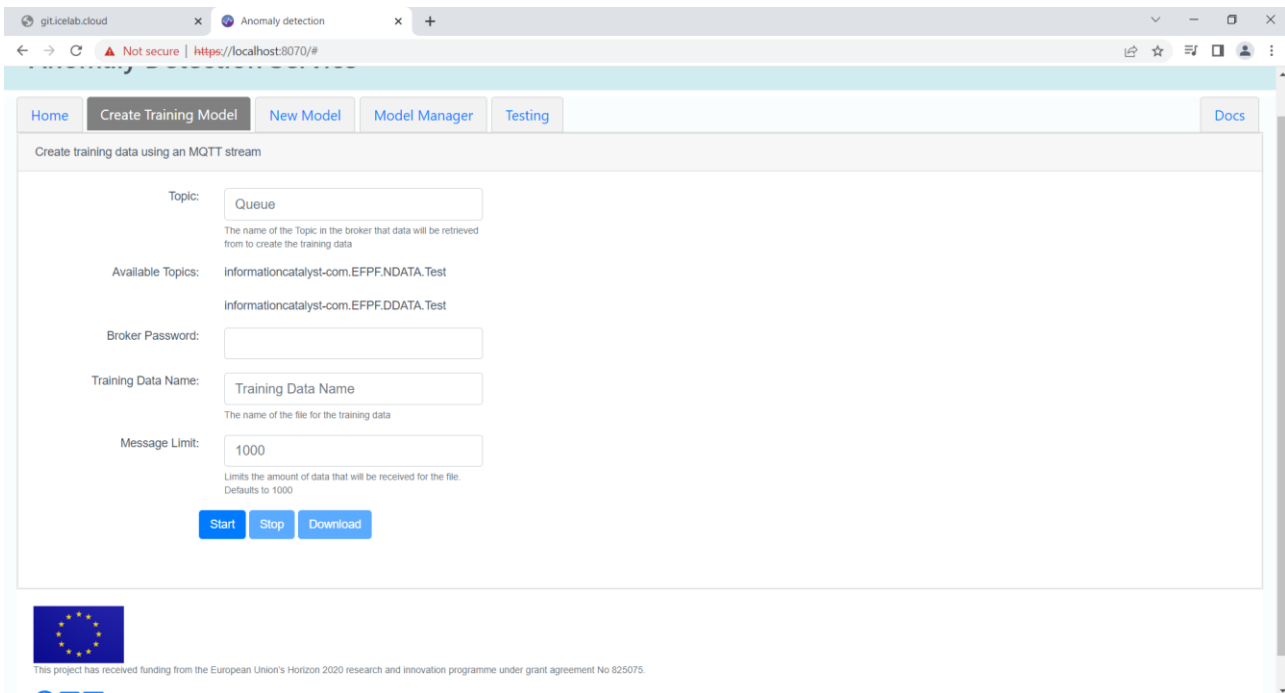 git.icelab.cloud
Anomaly detection
Not secure | https://localhost:8070/#
Anomaly Detection Service
Home Create Training Model New Model Model Manager Testing Docs
Create training data using an MQTT stream
Topic: Queue
The name of the Topic in the broker that data will be retrieved
from to create the training data
Available Topics: informationcatalyst-com.EFPF.NDATA.Test
informationcatalyst-com.EFPF.DDATA.Test
Broker Password:
Training Data Name: Training Data Name
The name of the file for the training data
Message Limit: 1000
Limits the amount of data that will be received for the file.
Defaults to 1000
Start Stop Download
This project has received funding from the European Union's Horizon 2020 research and innovation programme under grant agreement No 825075.